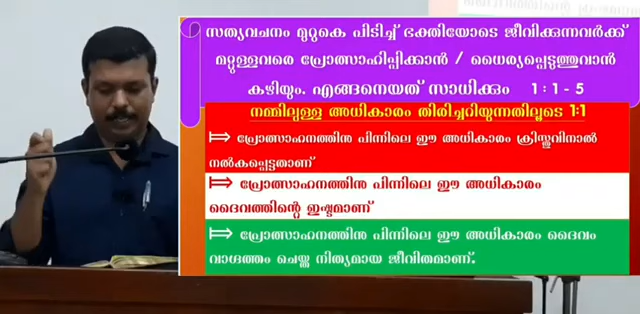 സത്യവചനം മുറുകെ പിടിച്ച് ഭക്തിയോടെ ജീവിക്കുന്നവർക്ക്
മറ്റുള്ളവരെ പ്രോത്സാഹിപ്പിക്കാൻ / ധൈര്യപ്പെടുത്തുവാൻ
കഴിയും. എങ്ങനെയത് സാധിക്കും 1 : 1 - 5
നമ്മിലുള്ള അധികാരം തിരിച്ചറിയുന്നതിലൂടെ 1:1
⤇ പ്രോത്സാഹനത്തിനു പിന്നിലെ ഈ അധികാരം ക്രിസ്തുവിനാൽ
നൽകപ്പെട്ടതാണ്
⤇ പ്രോത്സാഹനത്തിനു പിന്നിലെ ഈ അധികാരം
ദൈവത്തിന്റെ ഇഷ്ടമാണ്
⤇ പ്രോത്സാഹനത്തിനു പിന്നിലെ ഈ അധികാരം ദൈവം
വാഗ്ദത്തം ചെയ്ത നിത്യമായ ജീവിതമാണ്.